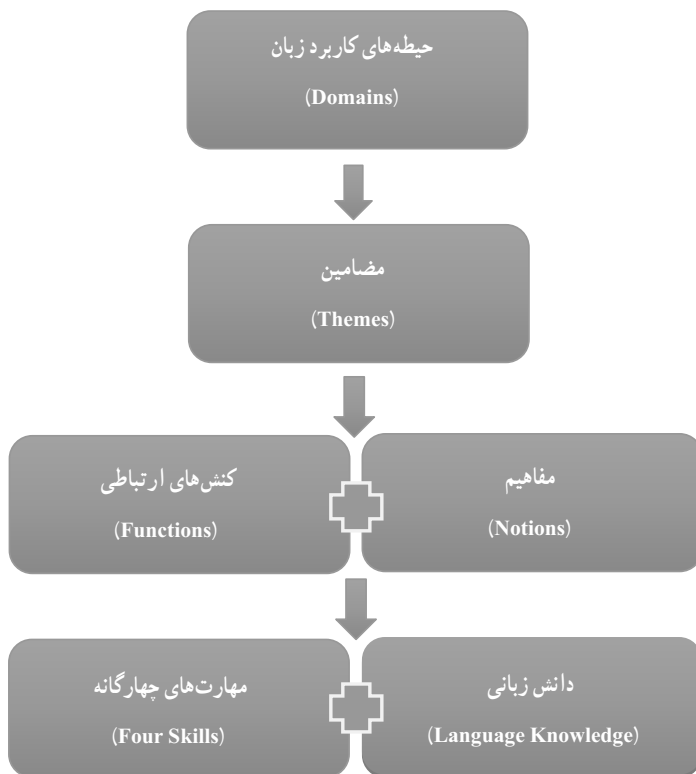 حیطه‌های کاربرد زبان
(Domains)
مضامین
(Themes)
مفاهیم
(Notions)
کنش‌های ارتباطی
(Functions)
دانش زبانی
(Language Knowledge)
مهارت‌های چهارگانه
(Four Skills)